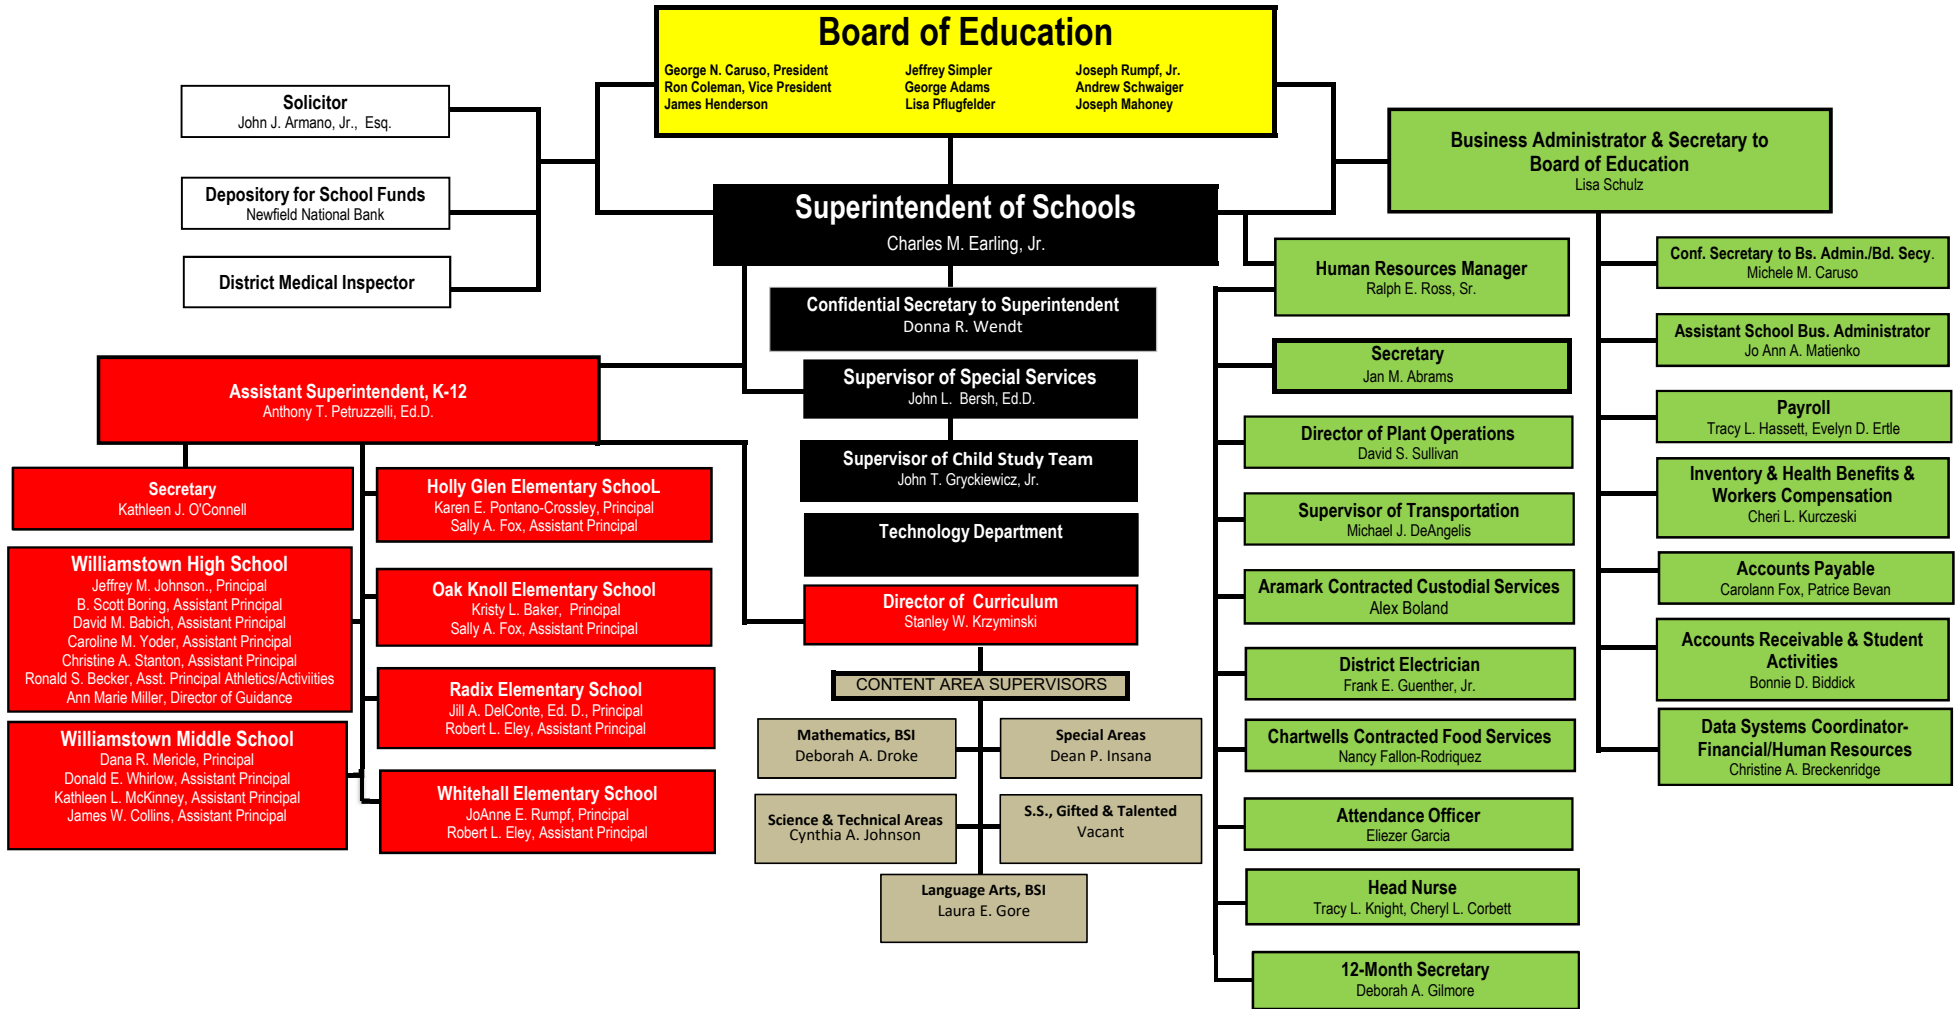 Board of Education
George N. Caruso, President
Ron Coleman, Vice President
James Henderson
Jeffrey Simpler
George Adams
Lisa Pflugfelder
Joseph Rumpf, Jr.
Andrew Schwaiger
Joseph Mahoney
Solicitor
John J. Armano, Jr., Esq.
Depository for School Funds
Newfield National Bank
District Medical Inspector
Business Administrator & Secretary to
Board of Education
Lisa Schulz
Superintendent of Schools
Charles M. Earling, Jr.
Confidential Secretary to Superintendent
Donna R. Wendt
Supervisor of Special Services
John L. Bersh, Ed.D.
Supervisor of Child Study Team
John T. Gryckiewicz, Jr.
Technology Department
Director of Curriculum
Stanley W. Krzyminski
CONTENT AREA SUPERVISORS
Mathematics, BSI
Deborah A. Droke
Special Areas
Dean P. Insana
Science & Technical Areas
Cynthia A. Johnson
S.S., Gifted & Talented
Vacant
Language Arts, BSI
Laura E. Gore
Assistant Superintendent, K-12
Anthony T. Petruzzelli, Ed.D.
Secretary
Kathleen J. O'Connell
Williamstown High School
Jeffrey M. Johnson., Principal
B. Scott Boring, Assistant Principal
David M. Babich, Assistant Principal
Caroline M. Yoder, Assistant Principal
Christine A. Stanton, Assistant Principal
Ronald S. Becker, Asst. Principal Athletics/Activiities
Ann Marie Miller, Director of Guidance
Williamstown Middle School
Dana R. Mericle, Principal
Donald E. Whirlow, Assistant Principal
Kathleen L. McKinney, Assistant Principal
James W. Collins, Assistant Principal
Holly Glen Elementary SchooL
Karen E. Pontano-Crossley, Principal
Sally A. Fox, Assistant Principal
Oak Knoll Elementary School
Kristy L. Baker, Principal
Sally A. Fox, Assistant Principal
Radix Elementary School
Jill A. DelConte, Ed. D., Principal
Robert L. Eley, Assistant Principal
Whitehall Elementary School
JoAnne E. Rumpf, Principal
Robert L. Eley, Assistant Principal
Human Resources Manager
Ralph E. Ross, Sr.
Secretary
Jan M. Abrams
Director of Plant Operations
David S. Sullivan
Supervisor of Transportation
Michael J. DeAngelis
Aramark Contracted Custodial Services
Alex Boland
District Electrician
Frank E. Guenther, Jr.
Chartwells Contracted Food Services
Nancy Fallon-Rodriquez
Attendance Officer
Eliezer Garcia
Head Nurse
Tracy L. Knight, Cheryl L. Corbett
12-Month Secretary
Deborah A. Gilmore
Conf. Secretary to Bs. Admin./Bd. Secy.
Michele M. Caruso
Assistant School Bus. Administrator
Jo Ann A. Matienko
Payroll
Tracy L. Hassett, Evelyn D. Ertle
Inventory & Health Benefits &
Workers Compensation
Cheri L. Kurczeski
Accounts Payable
Carolann Fox, Patrice Bevan
Accounts Receivable & Student
Activities
Bonnie D. Biddick
Data Systems Coordinator-
Financial/Human Resources
Christine A. Breckenridge